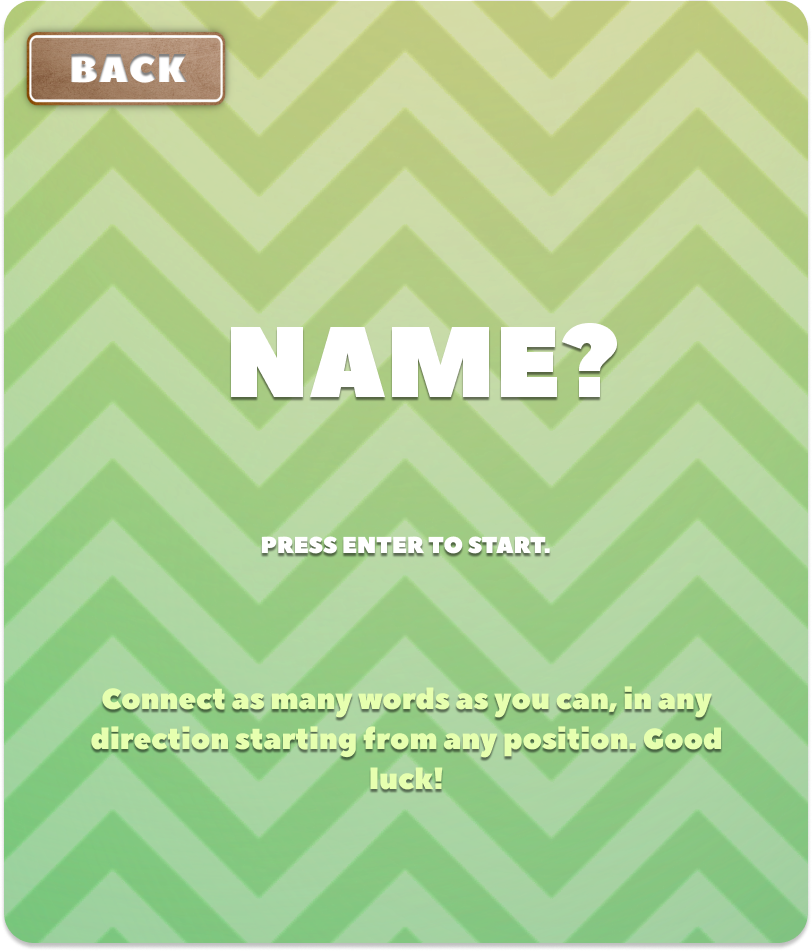 BACK
NAME?
PRESS ENTER TO START.
Connect as many words as you can, in any
direction starting from any position. Good
luck!